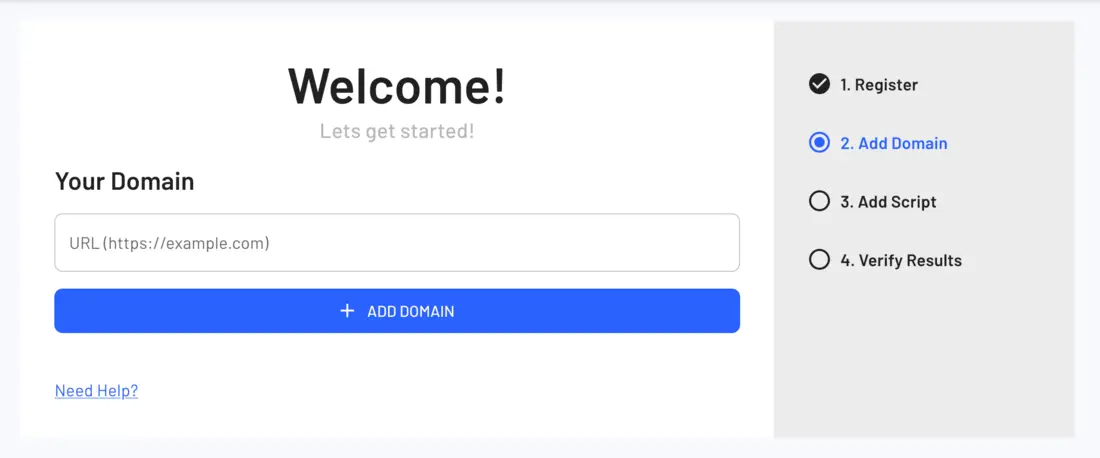 Welcome!
Lets get started!
Your Domain
URL (https://example.com)
ADD DOMAIN
Need Help?
1. Register
2. Add Domain
3. Add Script
4. Verify Results